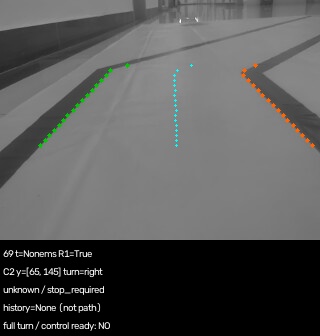 69 t=Nonems R1=True
C2 y=[65, 145] turn=right
unknown / stop_required
history=None (not path)
full turn / control ready: NO